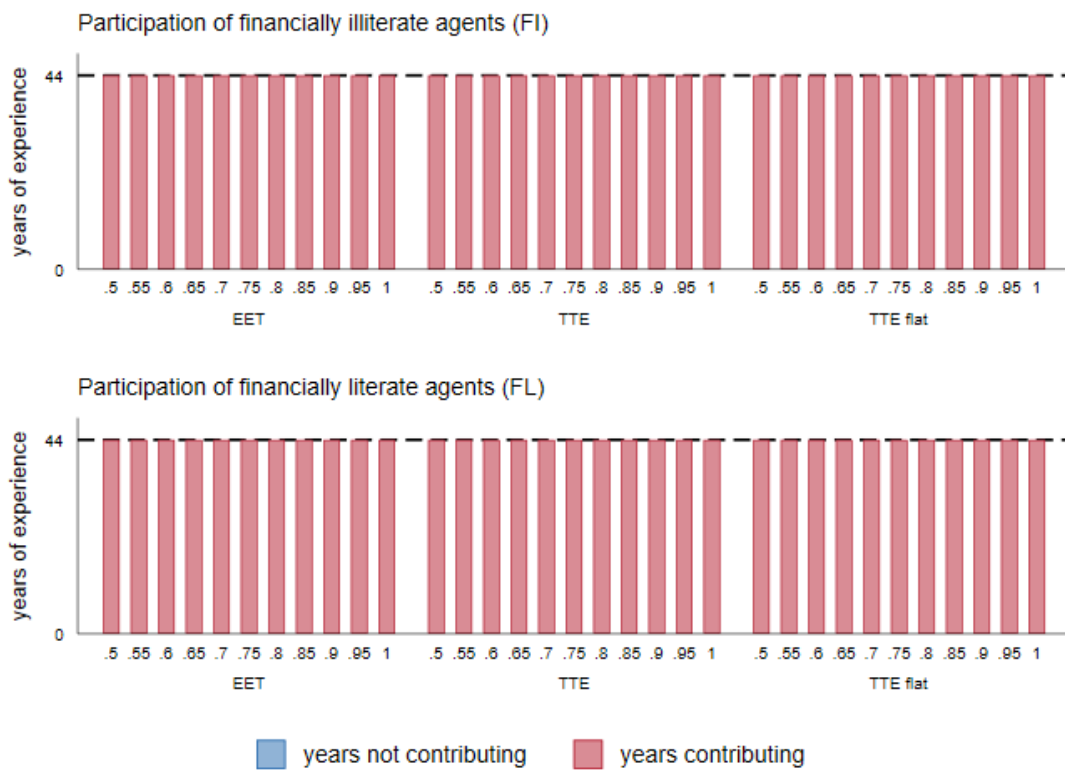 Participation of financially illiterate agents (FI)
years of experience
44
0
.5 .55 .6 .65 .7 .75 .8 .85 .9 .95 1 .5 .55 .6 .65 .7 .75 .8 .85 .9 .95 1 .5 .55 .6 .65 .7 .75 .8 .85 .9 .95 1
EET TTE TTE flat
Participation of financially literate agents (FL)
years of experience
44
0
.5 .55 .6 .65 .7 .75 .8 .85 .9 .95 1 .5 .55 .6 .65 .7 .75 .8 .85 .9 .95 1 .5 .55 .6 .65 .7 .75 .8 .85 .9 .95 1
EET TTE TTE flat
years not contributing years contributing